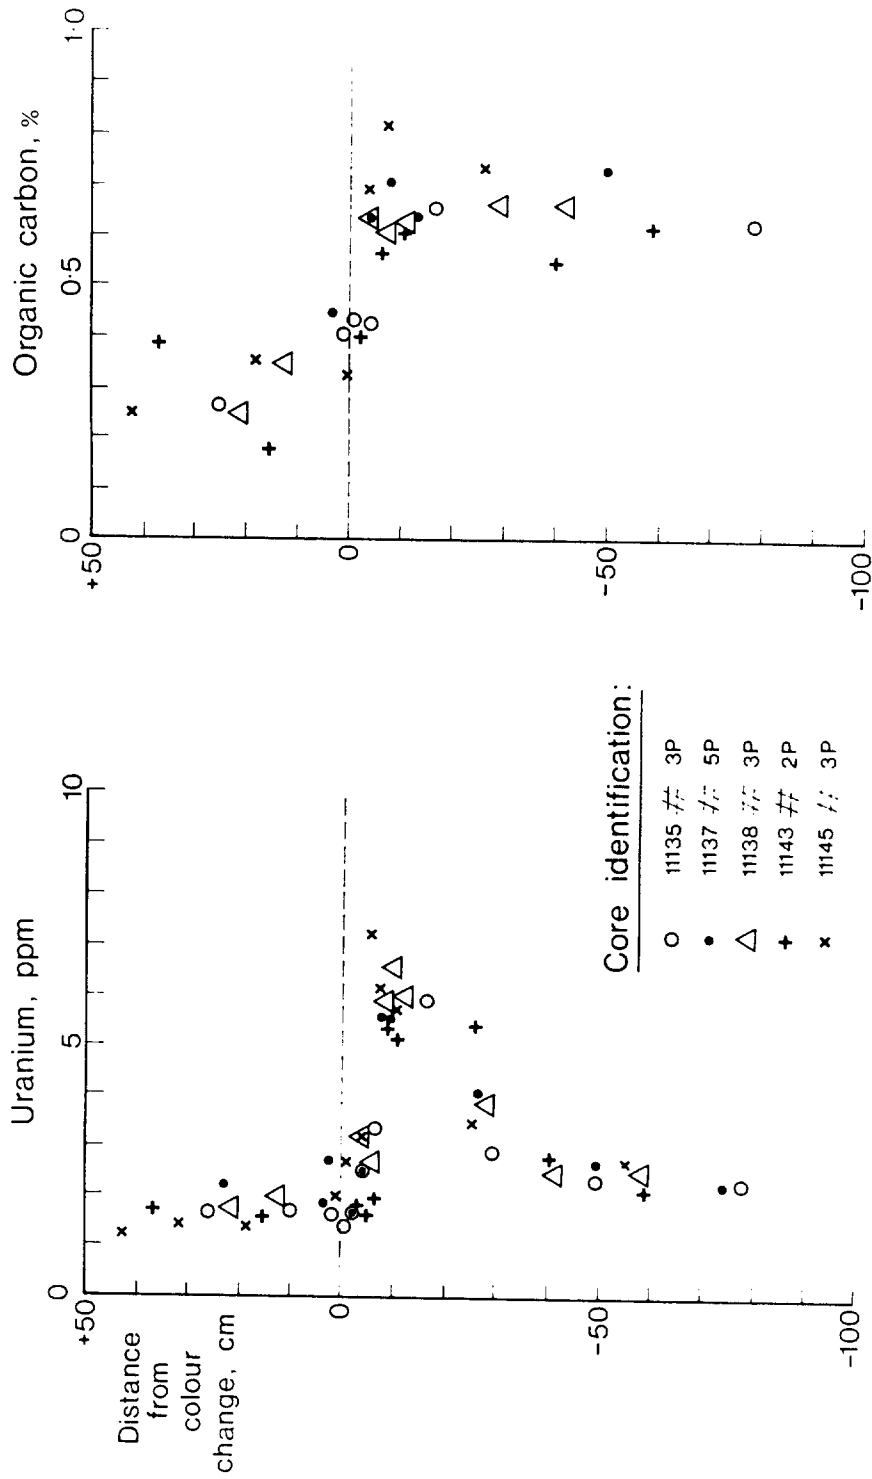 Uranium, ppm
0
5
10
Distance
from
colour
change, cm
+50
0
-50
-100
Core identification:
○ 11135 # 3P
● 11137 # 5P
△ 11138 # 3P
+ 11143 # 2P
× 11145 # 3P
Organic carbon, %
0
0·5
1·0
+50
0
-50
-100